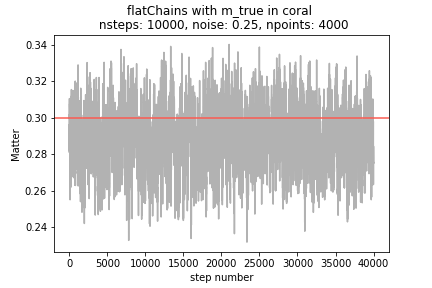 flatChains with m_true in coral
nsteps: 10000, noise: 0.25, npoints: 4000
0.34
0.32
0.30
0.28
0.26
0.24
Matter
0 5000 10000 15000 20000 25000 30000 35000 40000
step number